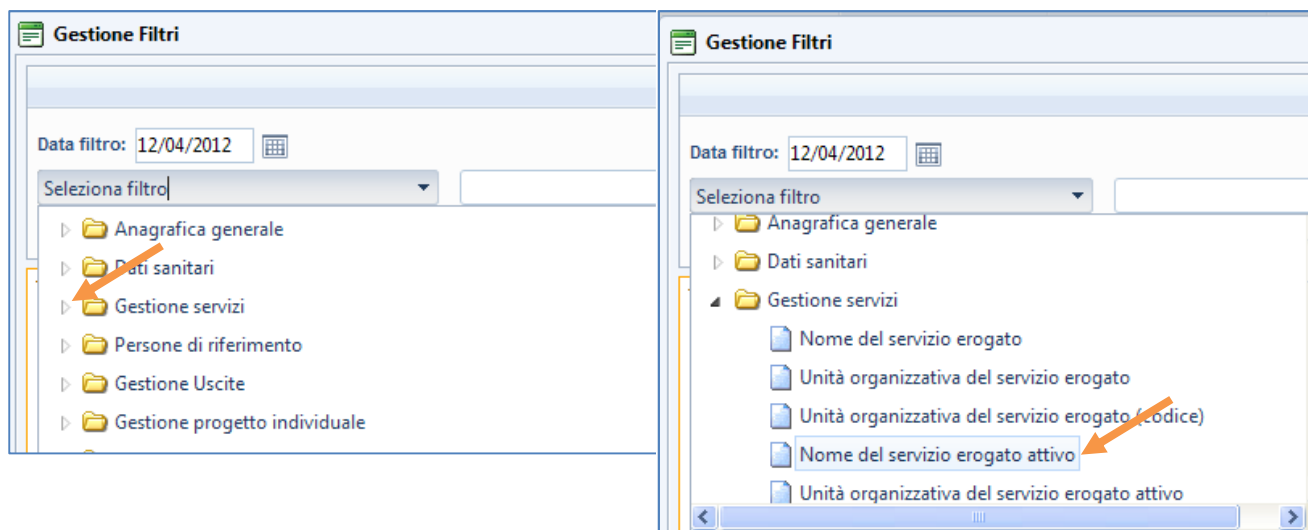 Gestione Filtri
Data filtro: 12/04/2012
Seleziona filtro
Anagrafica generale
Dati sanitari
Gestione servizi
Persone di riferimento
Gestione Uscite
Gestione progetto individuale
Gestione Filtri
Data filtro: 12/04/2012
Seleziona filtro
Anagrafica generale
Dati sanitari
Gestione servizi
Nome del servizio erogato
Unità organizzativa del servizio erogato
Unità organizzativa del servizio erogato (codice)
Nome del servizio erogato attivo
Unità organizzativa del servizio erogato attivo